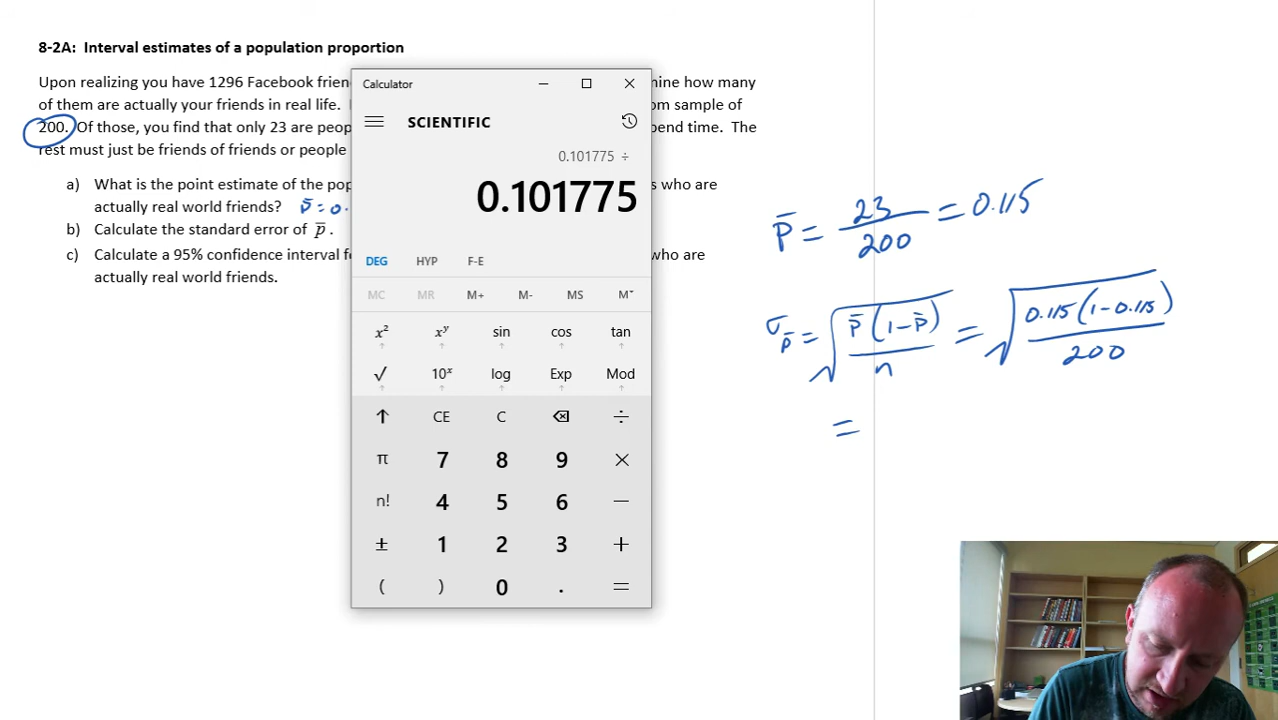 8-2A: Interval estimates of a population proportion
Upon realizing you have 1296 Facebook frien
ine how many
of them are actually your friends in real life.
om sample of
200. Of those, you find that only 23 are peop
pend time. The
rest must just be friends of friends or people
a) What is the point estimate of the pop
s who are
actually real world friends? p̄ = 0.
b) Calculate the standard error of p̄.
c) Calculate a 95% confidence interval f
who are
actually real world friends.
Calculator
SCIENTIFIC
0.101775 ÷
0.101775
DEG HYP F-E
MC MR M+ M- MS M˅
x² xʸ sin cos tan
√ 10ˣ log Exp Mod
↑ CE C ⌫ ÷
π 7 8 9 ×
n! 4 5 6 −
± 1 2 3 +
( ) 0 . =
p̄ = 23/200 = 0.115
σp̄ = √(p̄(1-p̄)/n) = √(0.115(1-0.115)/200)
=